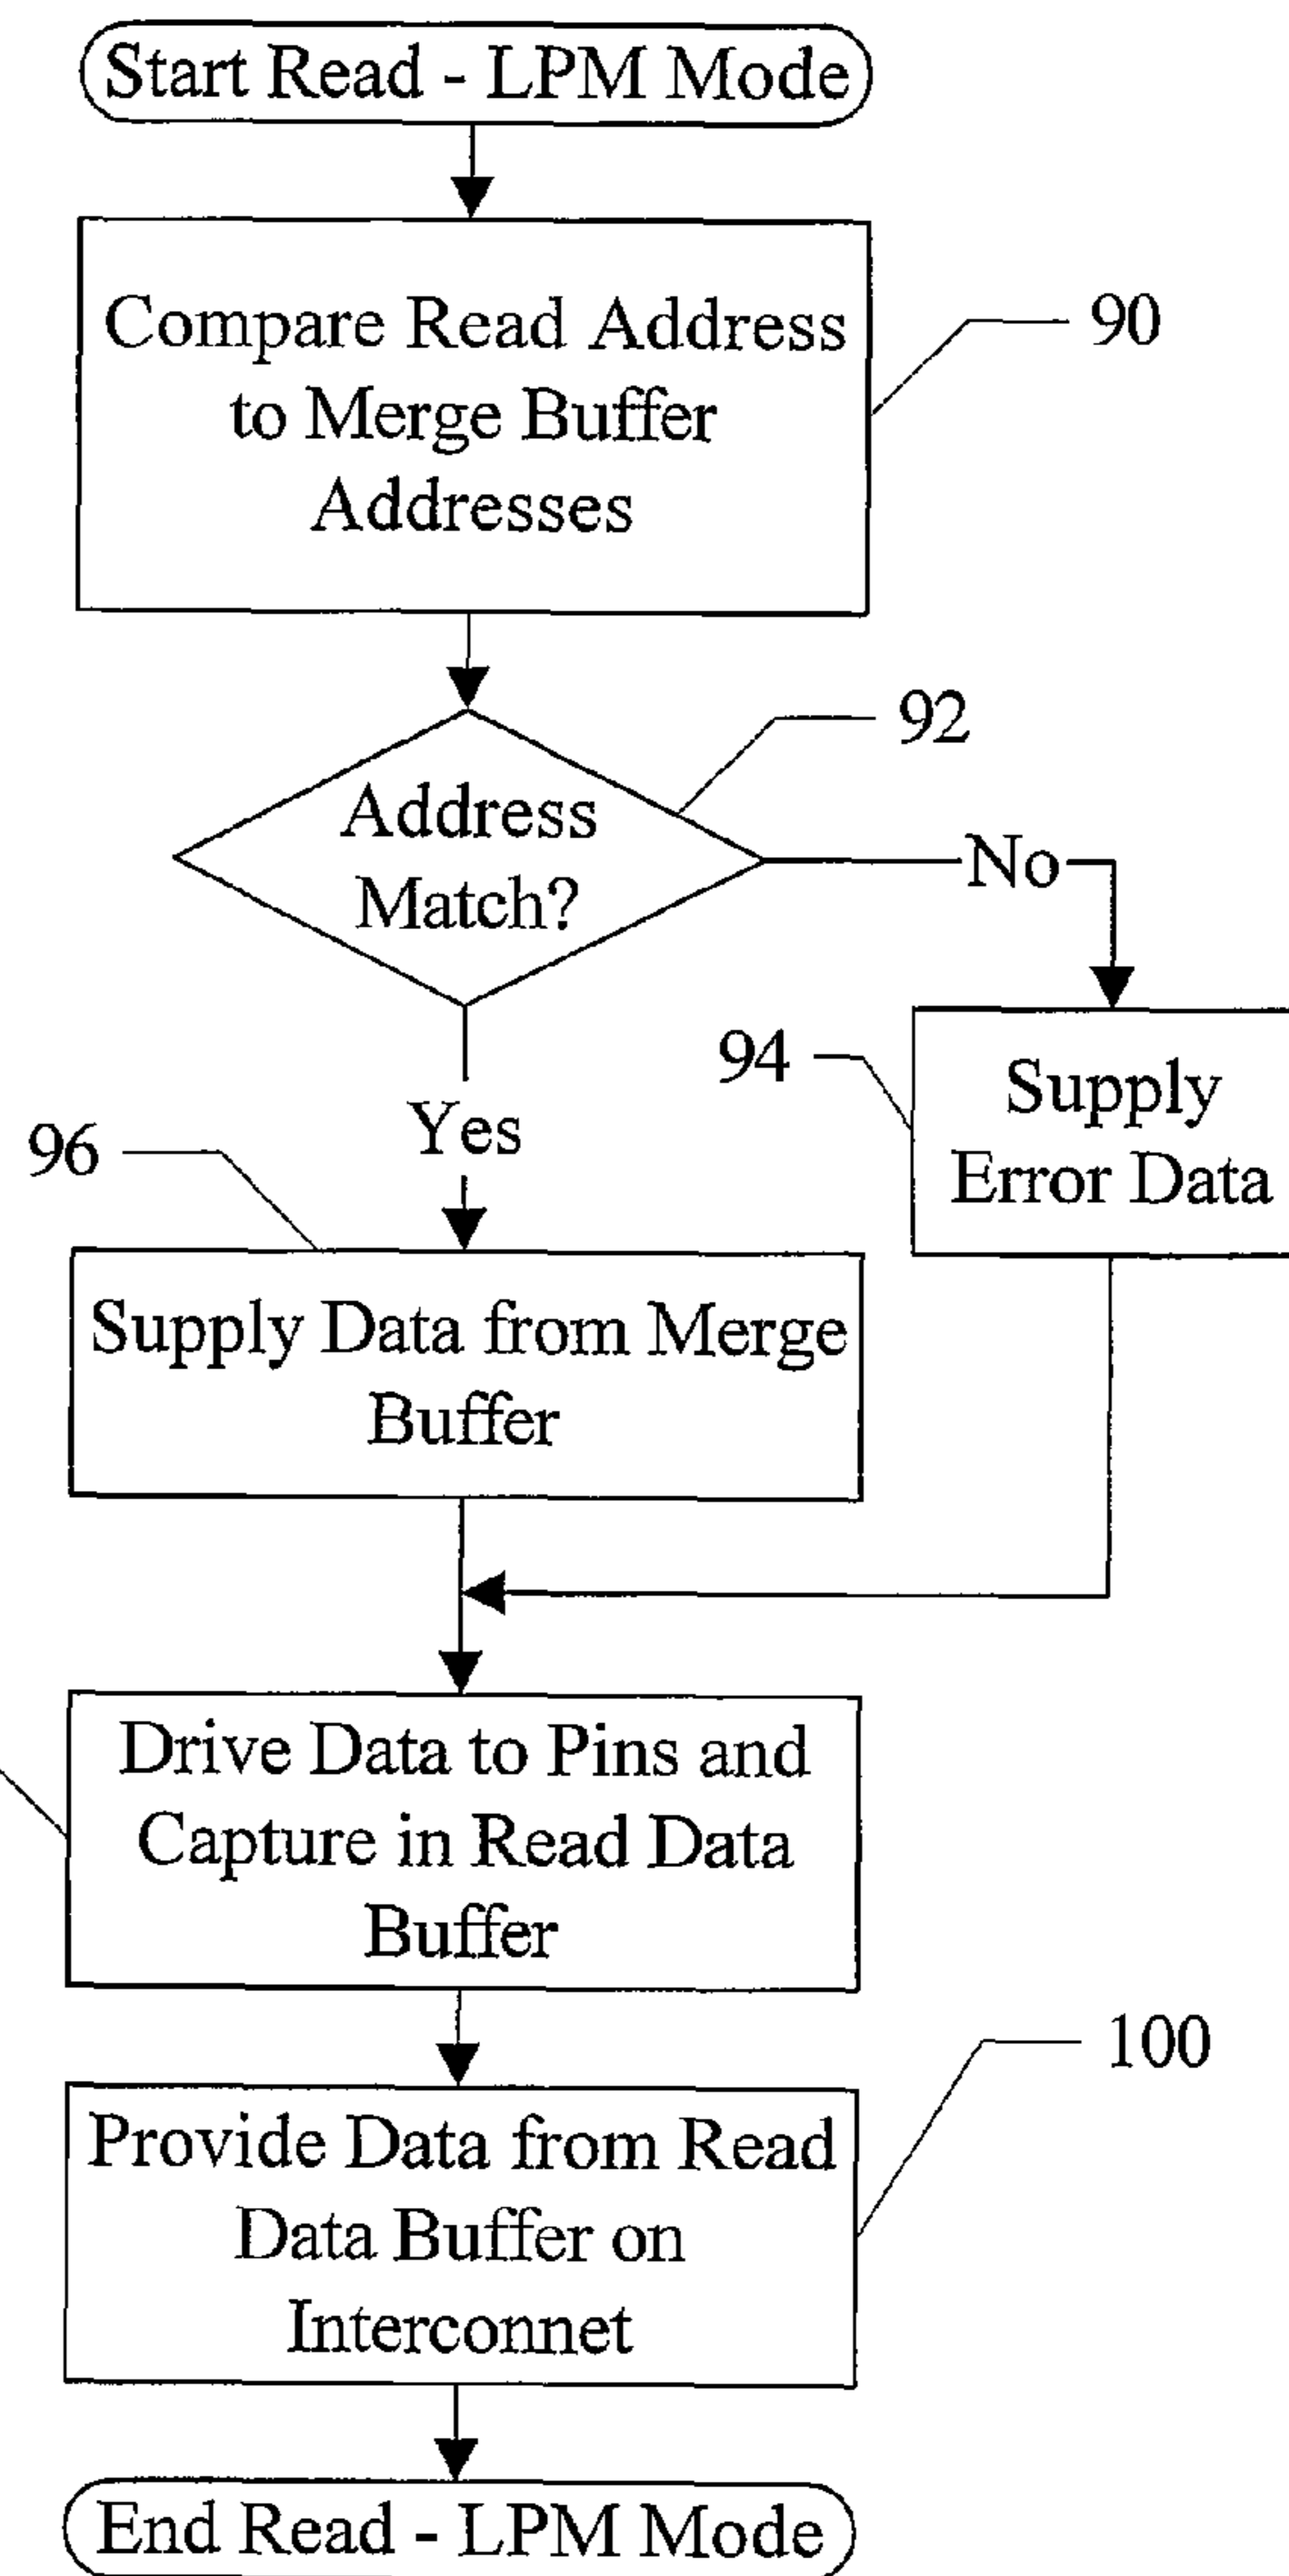 Start Read - LPM Mode
Compare Read Address
to Merge Buffer
Addresses
90
92
Address
Match?
No
94
Supply
Error Data
Yes
96
Supply Data from Merge
Buffer
Drive Data to Pins and
Capture in Read Data
Buffer
100
Provide Data from Read
Data Buffer on
Interconnet
End Read - LPM Mode